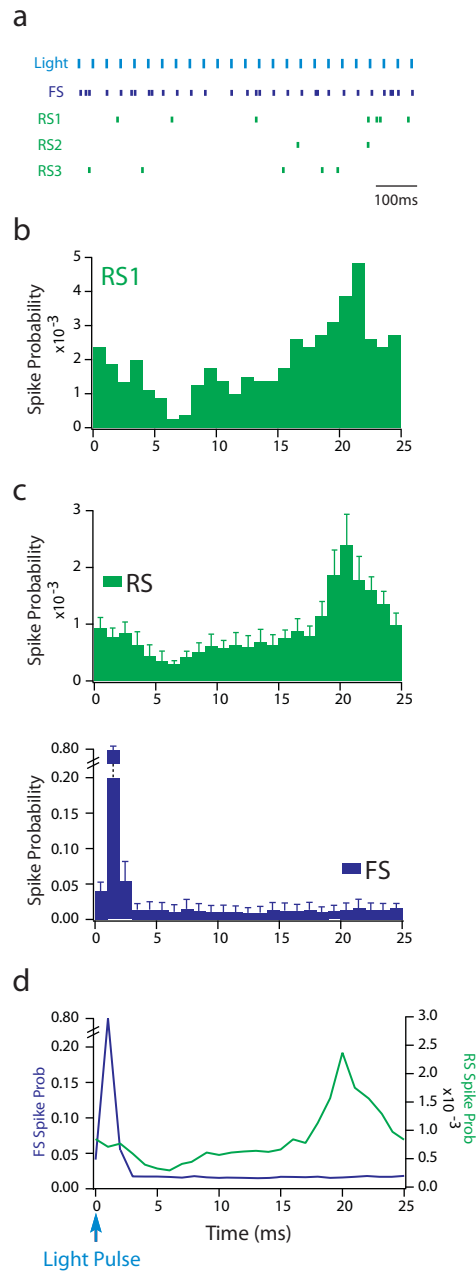 a
Light
FS
RS1
RS2
RS3
100ms
b
RS1
Spike Probability
x10⁻³
5
4
3
2
1
0
0 5 10 15 20 25
c
RS
Spike Probability
x10⁻³
3
2
1
0
0 5 10 15 20 25
FS
Spike Probability
0.80
0.20
0.15
0.10
0.05
0.00
0 5 10 15 20 25
d
FS Spike Prob
0.80
0.20
0.15
0.10
0.05
0.00
3.0
2.5
2.0
1.5
1.0
0.5
0.0
RS Spike Prob
x10⁻³
0 5 10 15 20 25
Time (ms)
Light Pulse